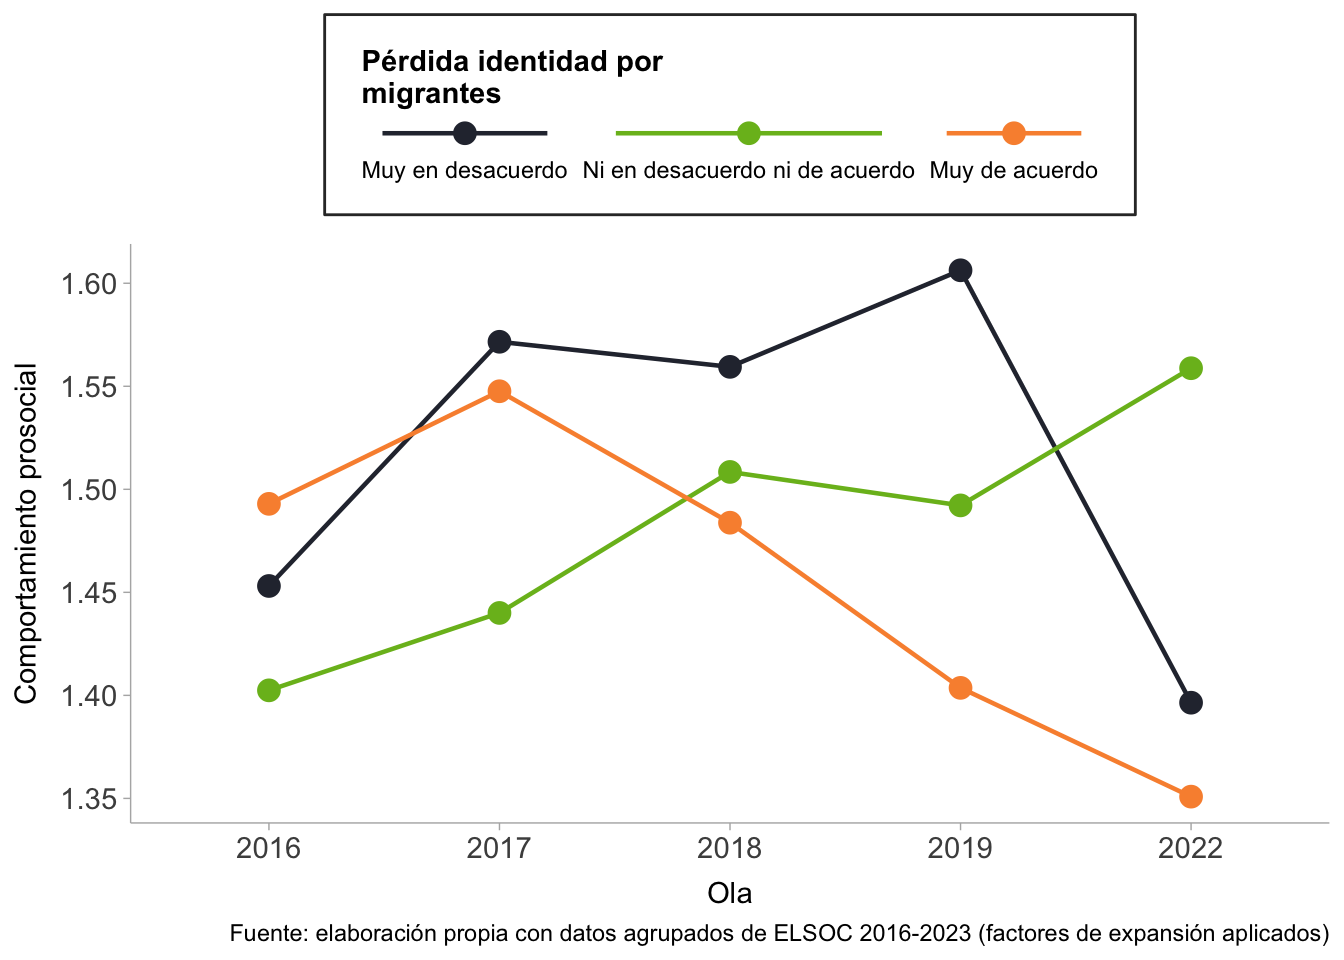 Pérdida identidad por
migrantes
Muy en desacuerdo Ni en desacuerdo ni de acuerdo Muy de acuerdo
Comportamiento prosocial
1.60
1.55
1.50
1.45
1.40
1.35
2016 2017 2018 2019 2022
Ola
Fuente: elaboración propia con datos agrupados de ELSOC 2016-2023 (factores de expansión aplicados)